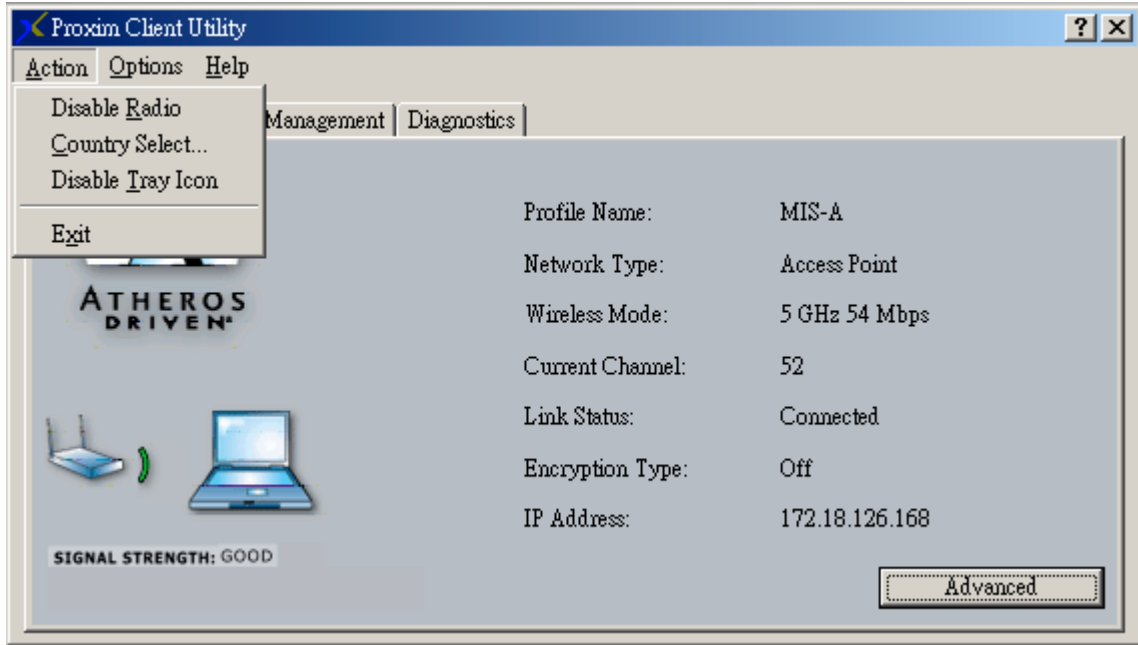 Proxim Client Utility
Action Options Help
Disable Radio
Country Select...
Disable Tray Icon
Exit
Management Diagnostics
ATHEROS
DRIVEN
Profile Name: MIS-A
Network Type: Access Point
Wireless Mode: 5 GHz 54 Mbps
Current Channel: 52
Link Status: Connected
Encryption Type: Off
IP Address: 172.18.126.168
SIGNAL STRENGTH: GOOD
Advanced